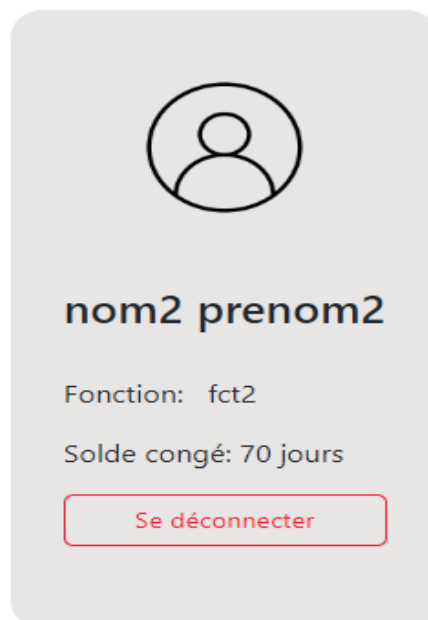 nom2 prenom2
Fonction: fct2
Solde congé: 70 jours
Se déconnecter